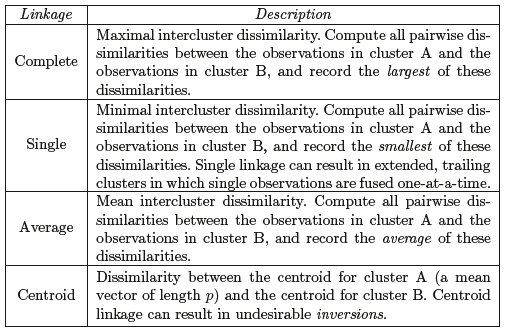 Linkage Description
Maximal intercluster dissimilarity. Compute all pairwise dis-
similarities between the observations in cluster A and the
Complete
observations in cluster B, and record the largest of these
dissimilarities.
Minimal intercluster dissimilarity. Compute all pairwise dis-
similarities between the observations in cluster A and the
Single
observations in cluster B, and record the smallest of these
dissimilarities. Single linkage can result in extended, trailing
clusters in which single observations are fused one-at-a-time.
Mean intercluster dissimilarity. Compute all pairwise dis-
similarities between the observations in cluster A and the
Average
observations in cluster B, and record the average of these
dissimilarities.
Dissimilarity between the centroid for cluster A (a mean
Centroid
vector of length p) and the centroid for cluster B. Centroid
linkage can result in undesirable inversions.